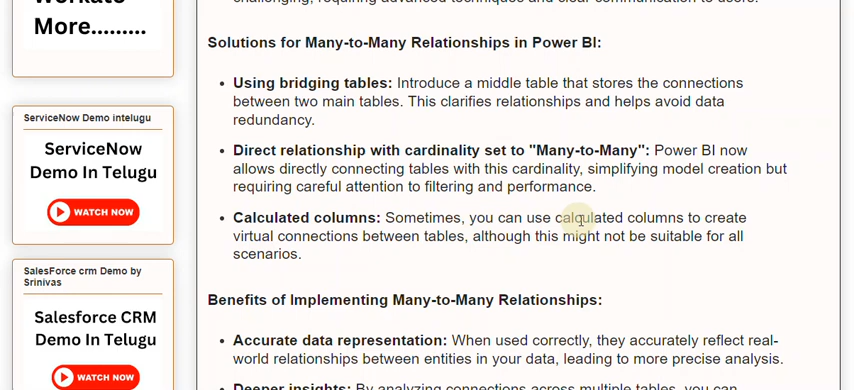 Workato
More.........
ServiceNow Demo intelugu
ServiceNow
Demo In Telugu
WATCH NOW
SalesForce crm Demo by
Srinivas
Salesforce CRM
Demo In Telugu
WATCH NOW
challenging, requiring advanced techniques and clear communication to users.
Solutions for Many-to-Many Relationships in Power BI:
• Using bridging tables: Introduce a middle table that stores the connections
between two main tables. This clarifies relationships and helps avoid data
redundancy.
• Direct relationship with cardinality set to "Many-to-Many": Power BI now
allows directly connecting tables with this cardinality, simplifying model creation but
requiring careful attention to filtering and performance.
• Calculated columns: Sometimes, you can use calculated columns to create
virtual connections between tables, although this might not be suitable for all
scenarios.
Benefits of Implementing Many-to-Many Relationships:
• Accurate data representation: When used correctly, they accurately reflect real-
world relationships between entities in your data, leading to more precise analysis.
• Deeper insights: By analyzing connections across multiple tables, you can